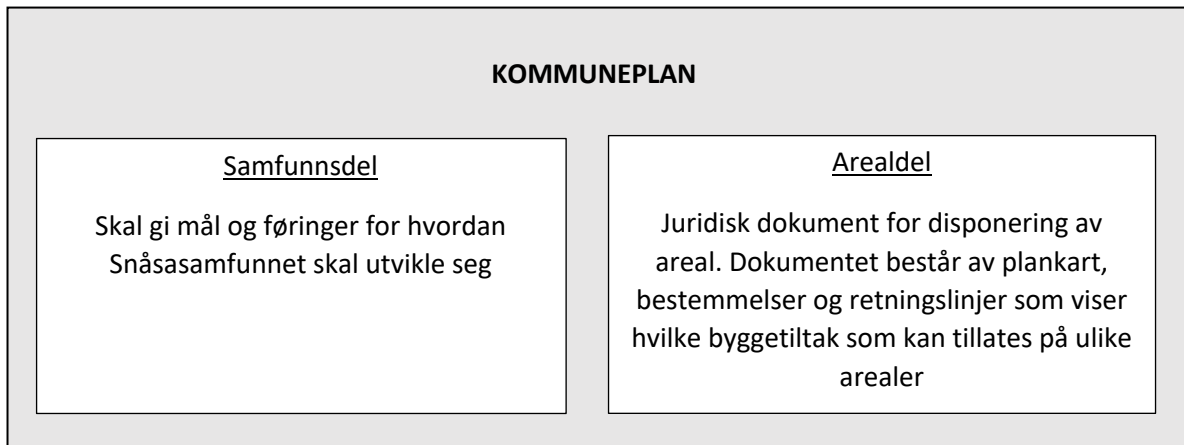 KOMMUNEPLAN
Samfunnsdel
Skal gi mål og føringer for hvordan
Snåsasamfunnet skal utvikle seg
Arealdel
Juridisk dokument for disponering av
areal. Dokumentet består av plankart,
bestemmelser og retningslinjer som viser
hvilke byggetiltak som kan tillates på ulike
arealer